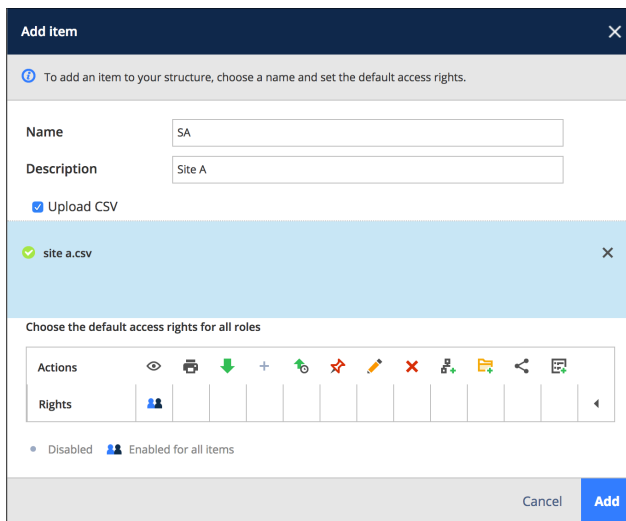 Add item
To add an item to your structure, choose a name and set the default access rights.
Name
SA
Description
Site A
Upload CSV
site a.csv
Choose the default access rights for all roles
Actions
Rights
Disabled Enabled for all items
Cancel Add